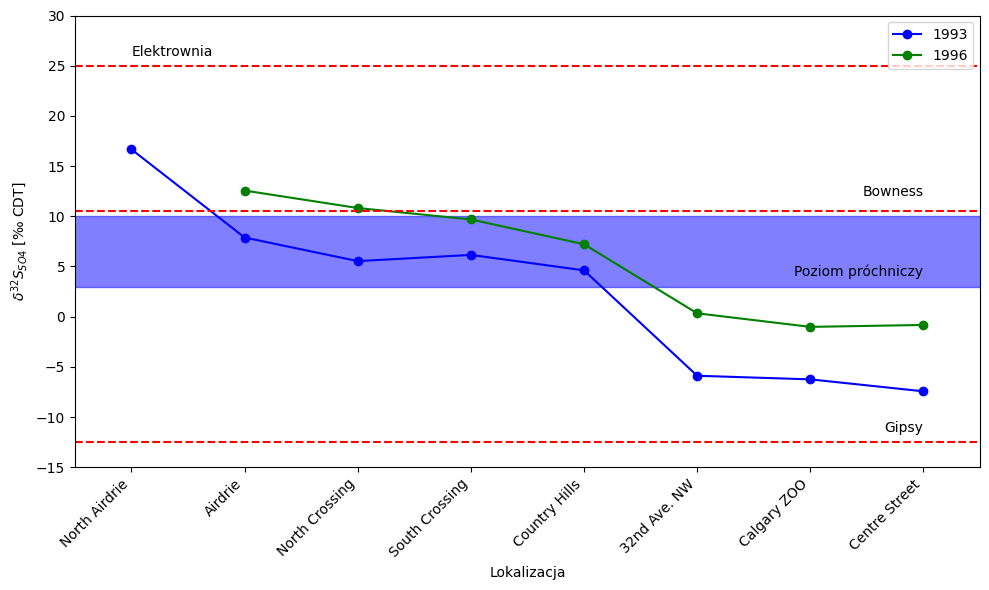 30
25
20
15
10
5
0
−5
−10
−15
δ³²S_SO4 [‰ CDT]
Elektrownia
Bowness
Poziom próchniczy
Gipsy
1993
1996
North Airdrie
Airdrie
North Crossing
South Crossing
Country Hills
32nd Ave. NW
Calgary ZOO
Centre Street
Lokalizacja